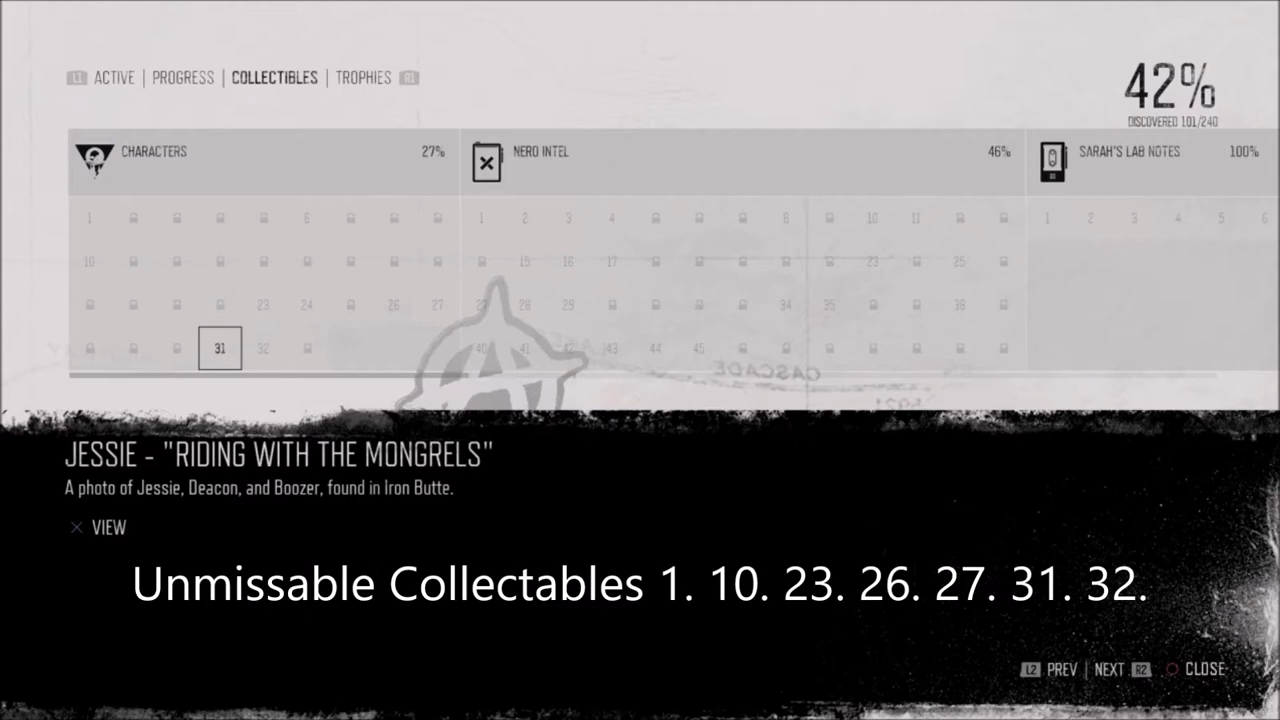 L1 ACTIVE | PROGRESS | COLLECTIBLES | TROPHIES R1
42%
DISCOVERED 101/240
CHARACTERS 27% NERO INTEL 46% SARAH'S LAB NOTES 100%
1 6 1 2 3 4 8 10 11 1 2 3 4 5 6
10 15 16 17 23 25
23 24 26 27 27 28 29 34 35 38
31 32 40 41 42 43 44 45
CASCADE
JESSIE - "RIDING WITH THE MONGRELS"
A photo of Jessie, Deacon, and Boozer, found in Iron Butte.
VIEW
Unmissable Collectables 1. 10. 23. 26. 27. 31. 32.
L2 PREV | NEXT R2 CLOSE